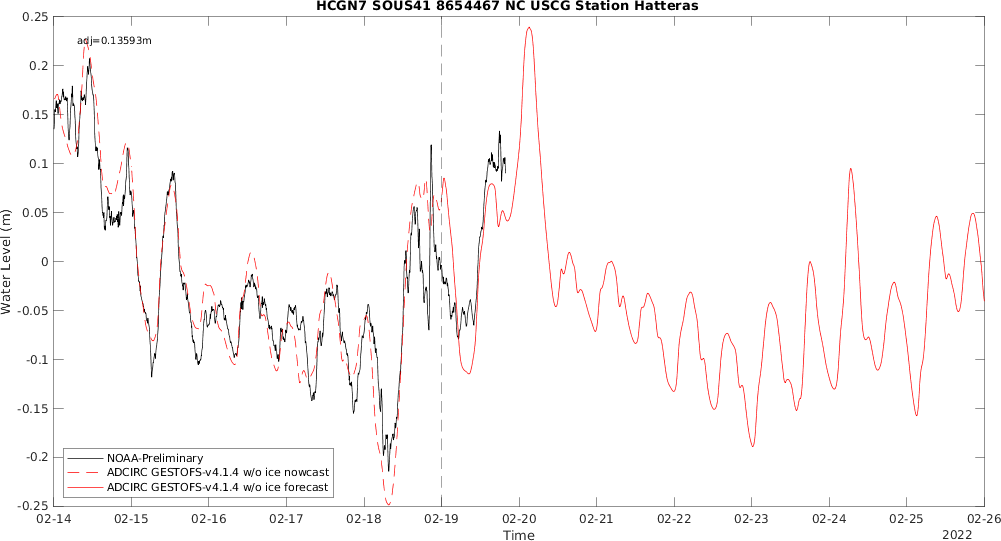 HCGN7 SOUS41 8654467 NC USCG Station Hatteras
adj=0.13593m
0.25
0.2
0.15
0.1
0.05
0
-0.05
-0.1
-0.15
-0.2
-0.25
Water Level (m)
NOAA-Preliminary
ADCIRC GESTOFS-v4.1.4 w/o ice nowcast
ADCIRC GESTOFS-v4.1.4 w/o ice forecast
02-14 02-15 02-16 02-17 02-18 02-19 02-20 02-21 02-22 02-23 02-24 02-25 02-26
Time
2022